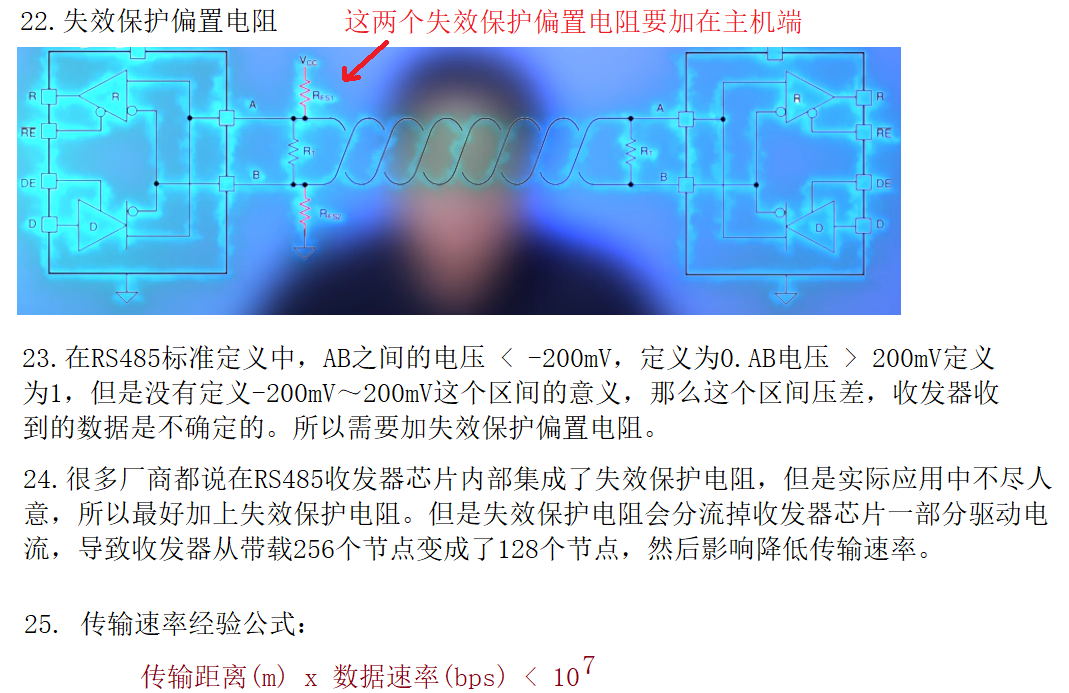 22.失效保护偏置电阻 这两个失效保护偏置电阻要加在主机端
VCC
R R RFS1 R R
A A
RE RT RT RE
DE B B DE
D D RFS2 D D
23.在RS485标准定义中，AB之间的电压 < -200mV，定义为0.AB电压 > 200mV定义
为1，但是没有定义-200mV～200mV这个区间的意义，那么这个区间压差，收发器收
到的数据是不确定的。所以需要加失效保护偏置电阻。
24.很多厂商都说在RS485收发器芯片内部集成了失效保护电阻，但是实际应用中不尽人
意，所以最好加上失效保护电阻。但是失效保护电阻会分流掉收发器芯片一部分驱动电
流，导致收发器从带载256个节点变成了128个节点，然后影响降低传输速率。
25. 传输速率经验公式：
传输距离(m) x 数据速率(bps) < 10^7